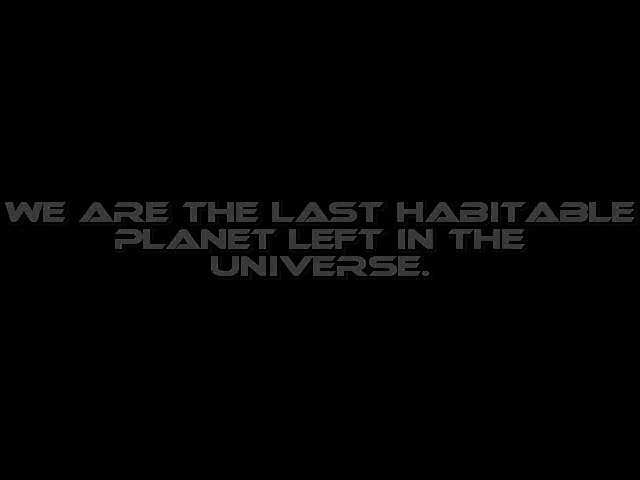 WE ARE THE LAST HABITABLE
PLANET LEFT IN THE
UNIVERSE.